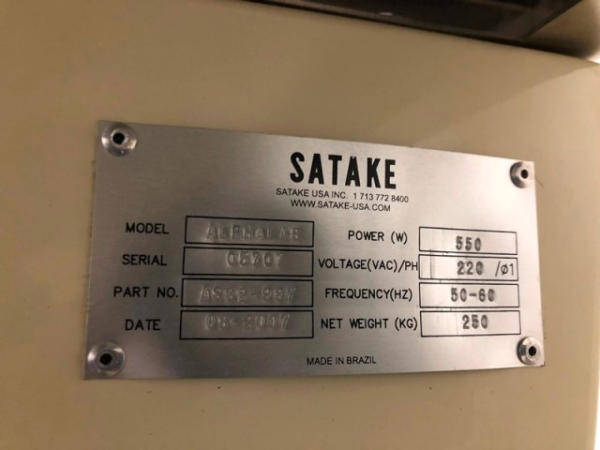 SATAKE
SATAKE USA INC. 1 713 772 8400
WWW.SATAKE-USA.COM
MODEL ALPHALAB POWER (W) 550
SERIAL VOLTAGE(VAC)/PH 220 /ø1
PART NO. FREQUENCY(HZ) 50-60
DATE NET WEIGHT (KG) 250
MADE IN BRAZIL